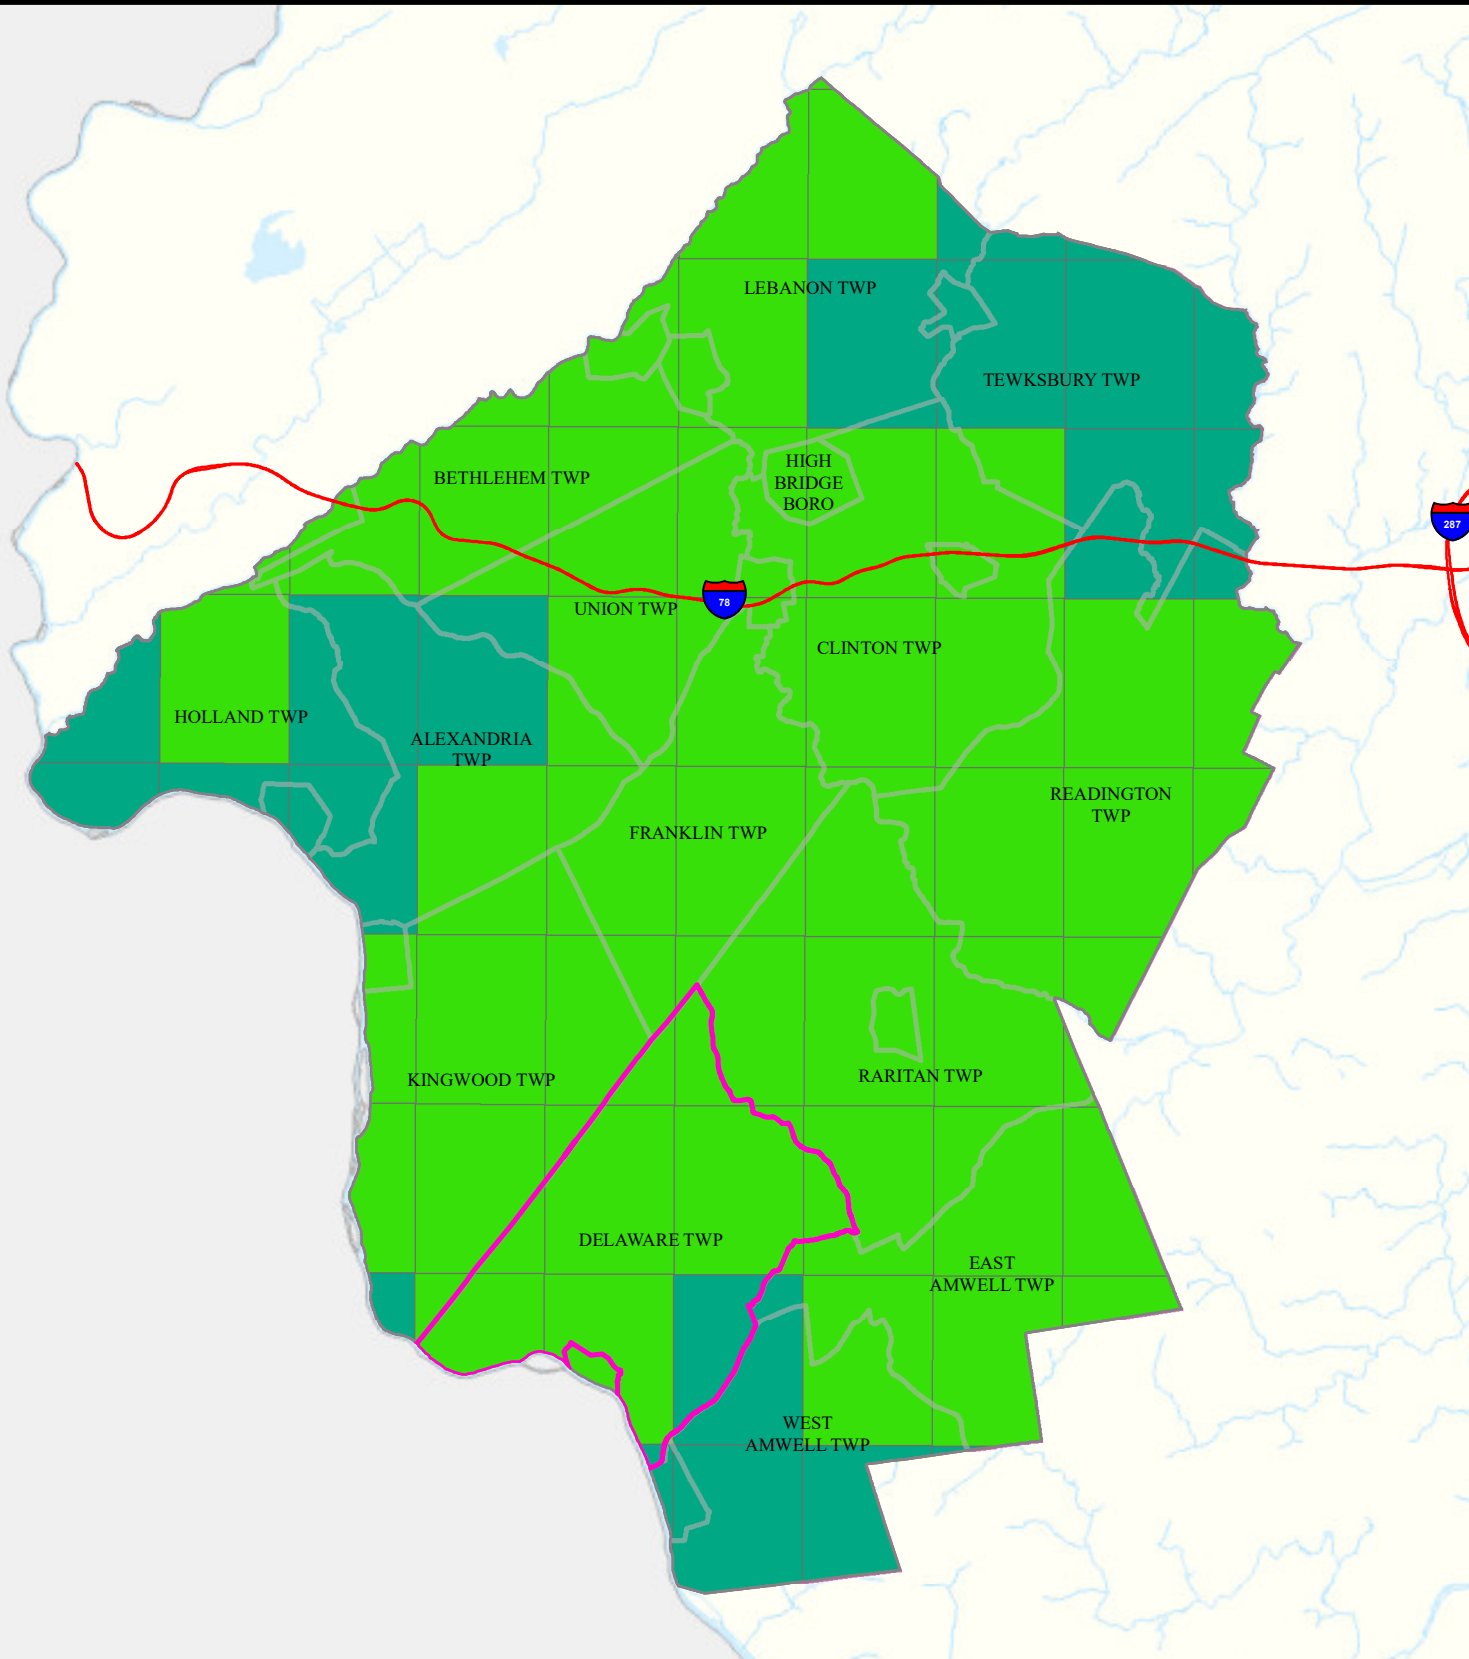 LEBANON TWP
TEWKSBURY TWP
HIGH
BRIDGE
BORO
BETHLEHEM TWP
287
78
UNION TWP
CLINTON TWP
HOLLAND TWP
ALEXANDRIA
TWP
READINGTON
TWP
FRANKLIN TWP
KINGWOOD TWP
RARITAN TWP
DELAWARE TWP
EAST
AMWELL TWP
WEST
AMWELL TWP